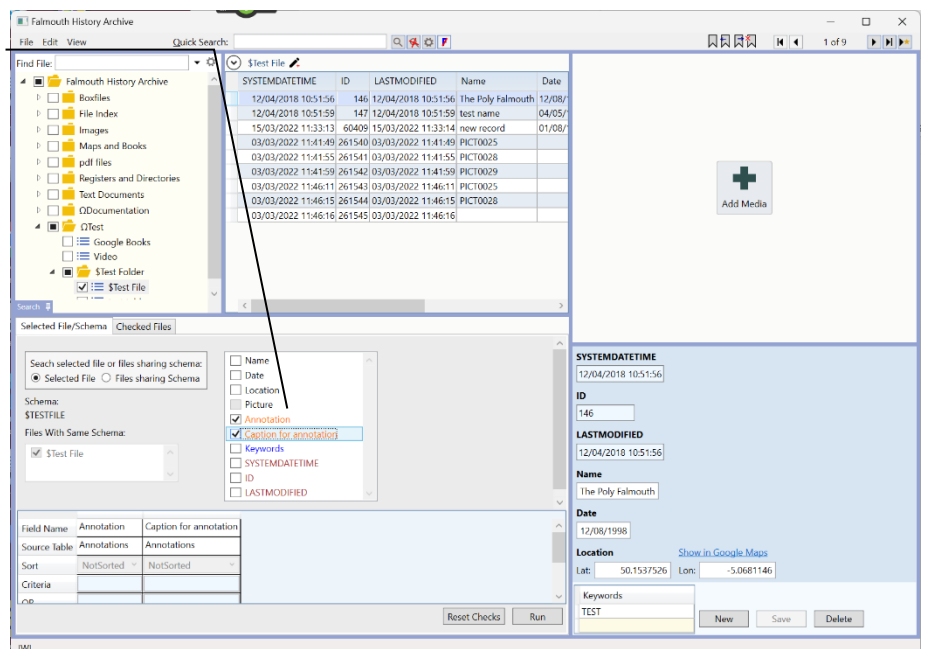 Falmouth History Archive
File Edit View Quick Search:
1 of 9
Find File:
Falmouth History Archive
Boxfiles
File Index
Images
Maps and Books
pdf files
Registers and Directories
Text Documents
ΩDocumentation
ΩTest
Google Books
Video
$Test Folder
$Test File
$Test File
SYSTEMDATETIME ID LASTMODIFIED Name Date
12/04/2018 10:51:56 146 12/04/2018 10:51:56 The Poly Falmouth 12/08/
12/04/2018 10:51:59 147 12/04/2018 10:51:59 test name 04/05/
15/03/2022 11:33:13 60409 15/03/2022 11:33:14 new record 01/08/
03/03/2022 11:41:49 261540 03/03/2022 11:41:49 PICT0025
03/03/2022 11:41:55 261541 03/03/2022 11:41:55 PICT0028
03/03/2022 11:41:59 261542 03/03/2022 11:41:59 PICT0029
03/03/2022 11:46:11 261543 03/03/2022 11:46:11 PICT0025
03/03/2022 11:46:15 261544 03/03/2022 11:46:15 PICT0028
03/03/2022 11:46:16 261545 03/03/2022 11:46:16
Add Media
Search
Selected File/Schema Checked Files
Seach selected file or files sharing schema:
Selected File Files sharing Schema
Schema:
$TESTFILE
Files With Same Schema:
$Test File
Name
Date
Location
Picture
Annotation
Caption for annotation
Keywords
SYSTEMDATETIME
ID
LASTMODIFIED
Field Name Annotation Caption for annotation
Source Table Annotations Annotations
Sort NotSorted NotSorted
Criteria
OR
Reset Checks Run
SYSTEMDATETIME
12/04/2018 10:51:56
ID
146
LASTMODIFIED
12/04/2018 10:51:56
Name
The Poly Falmouth
Date
12/08/1998
Location Show in Google Maps
Lat: 50.1537526 Lon: -5.0681146
Keywords
TEST
New Save Delete